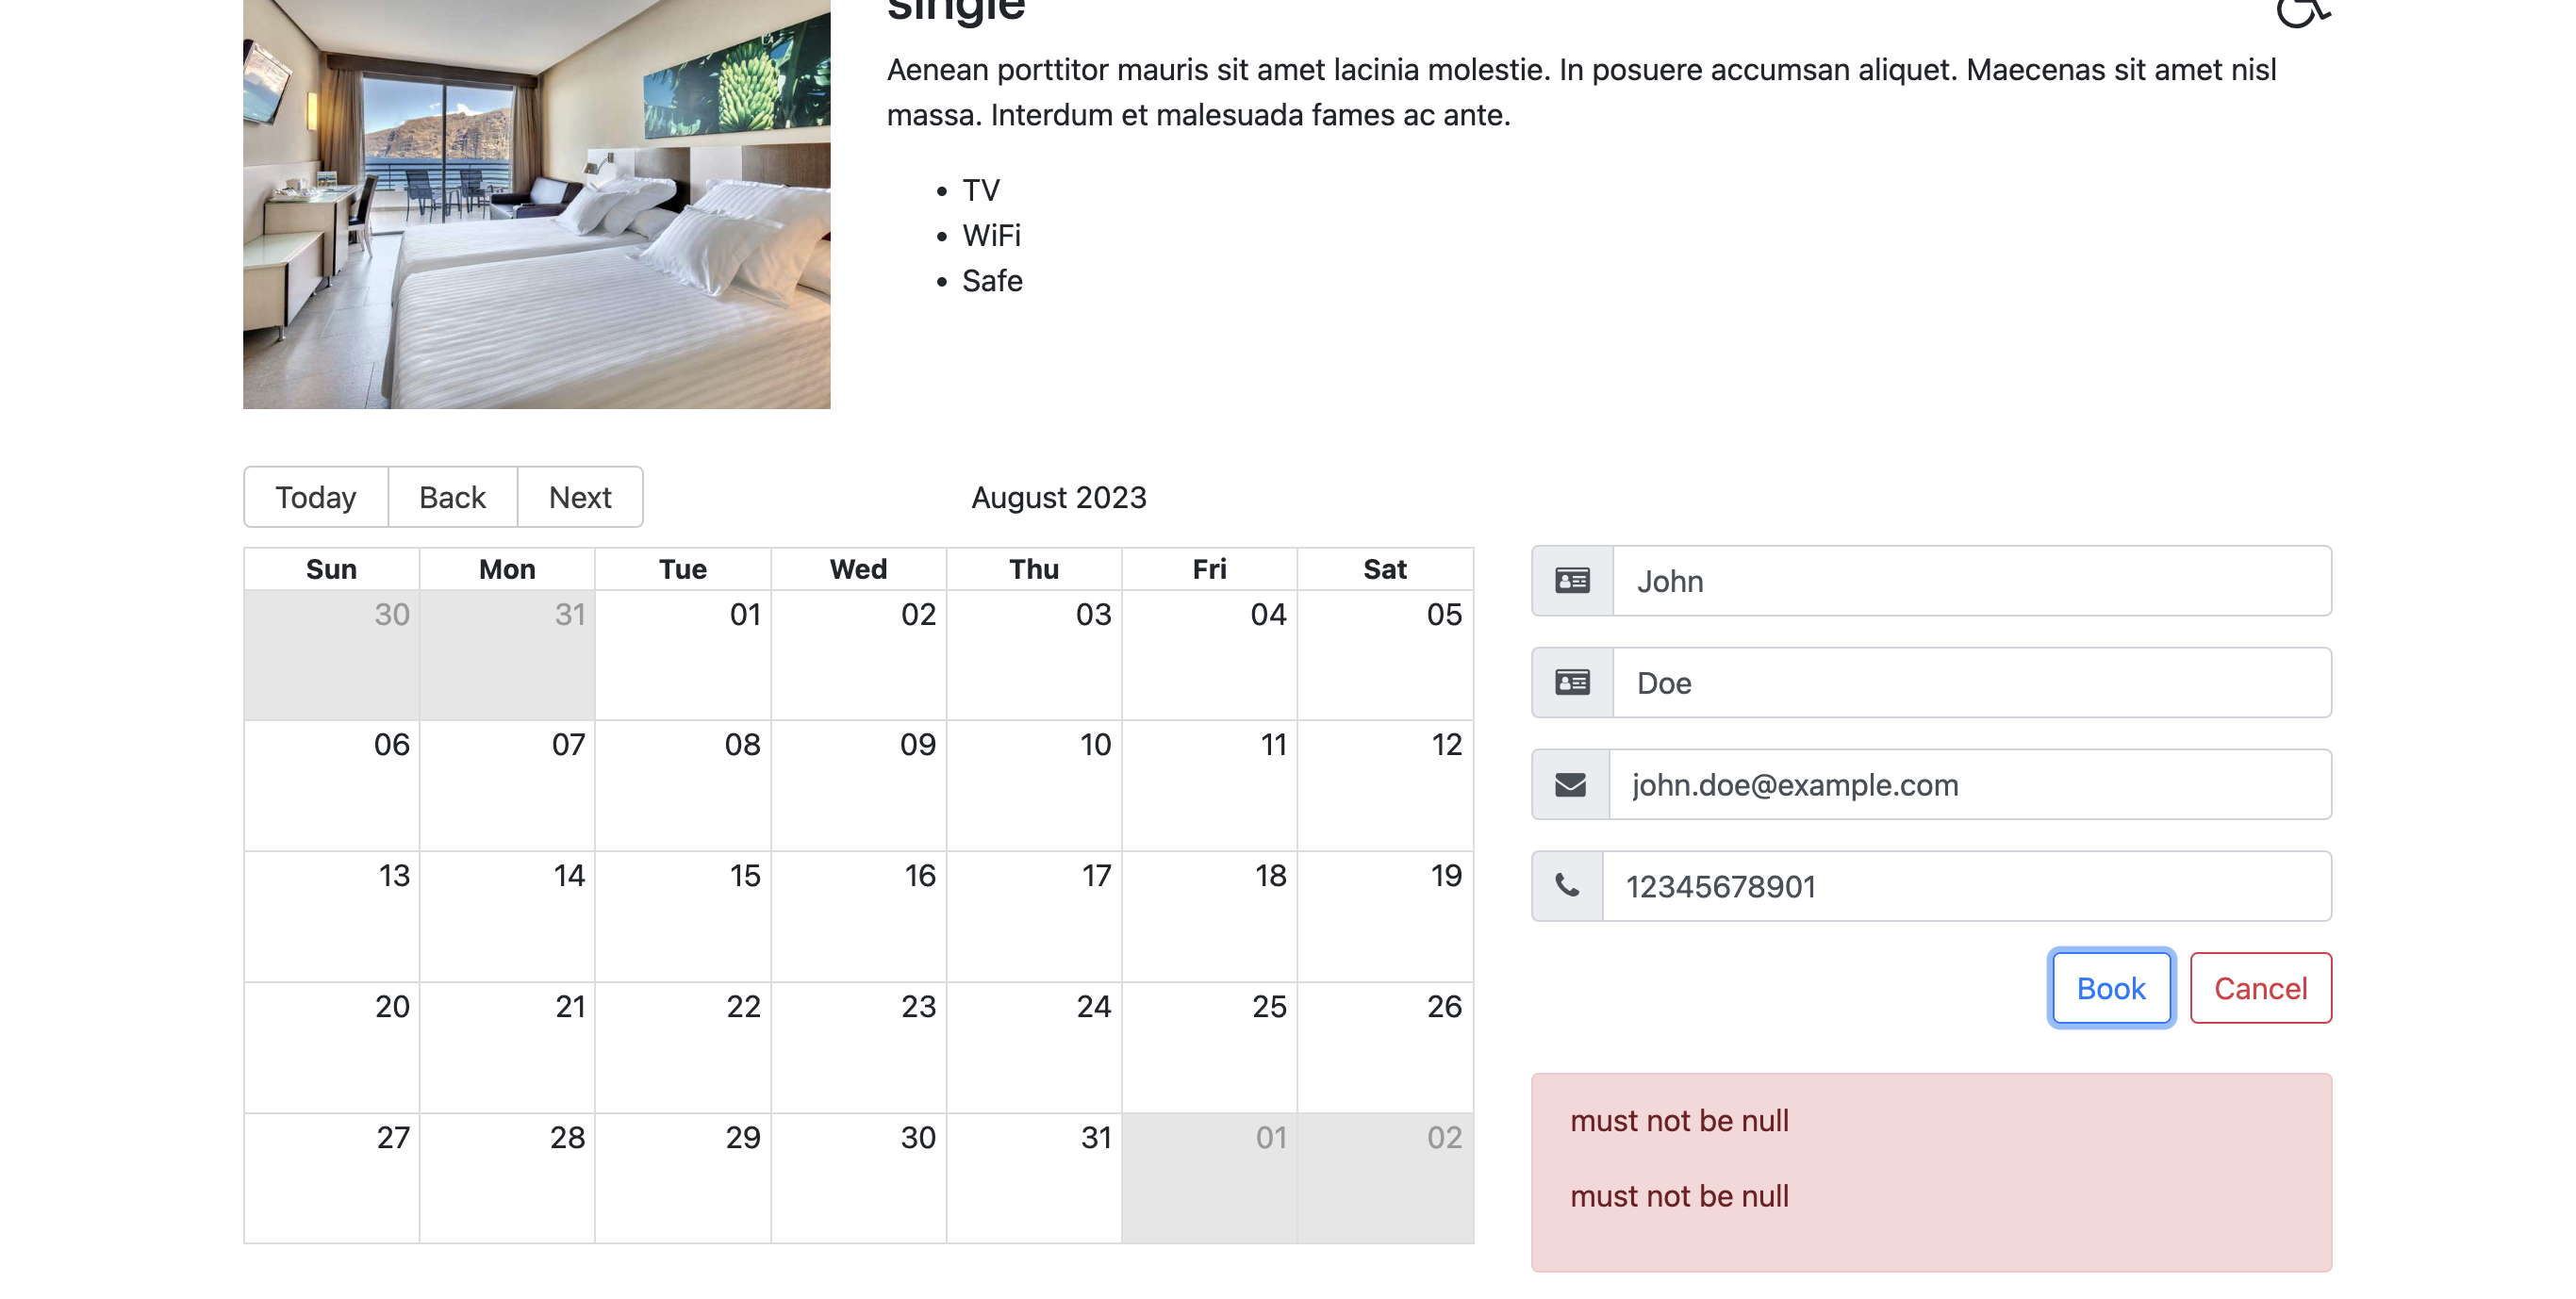 single
Aenean porttitor mauris sit amet lacinia molestie. In posuere accumsan aliquet. Maecenas sit amet nisl
massa. Interdum et malesuada fames ac ante.
• TV
• WiFi
• Safe
Today Back Next August 2023
Sun Mon Tue Wed Thu Fri Sat
30 31 01 02 03 04 05
06 07 08 09 10 11 12
13 14 15 16 17 18 19
20 21 22 23 24 25 26
27 28 29 30 31 01 02
John
Doe
john.doe@example.com
12345678901
Book Cancel
must not be null
must not be null